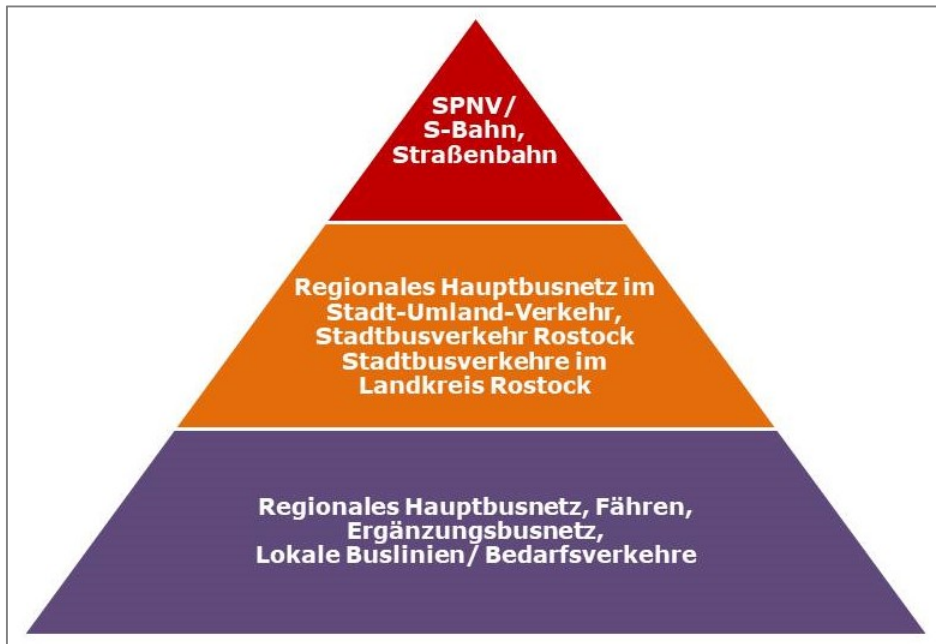 SPNV/
S-Bahn,
Straßenbahn
Regionales Hauptbusnetz im
Stadt-Umland-Verkehr,
Stadtbusverkehr Rostock
Stadtbusverkehre im
Landkreis Rostock
Regionales Hauptbusnetz, Fähren,
Ergänzungsbusnetz,
Lokale Buslinien/ Bedarfsverkehre